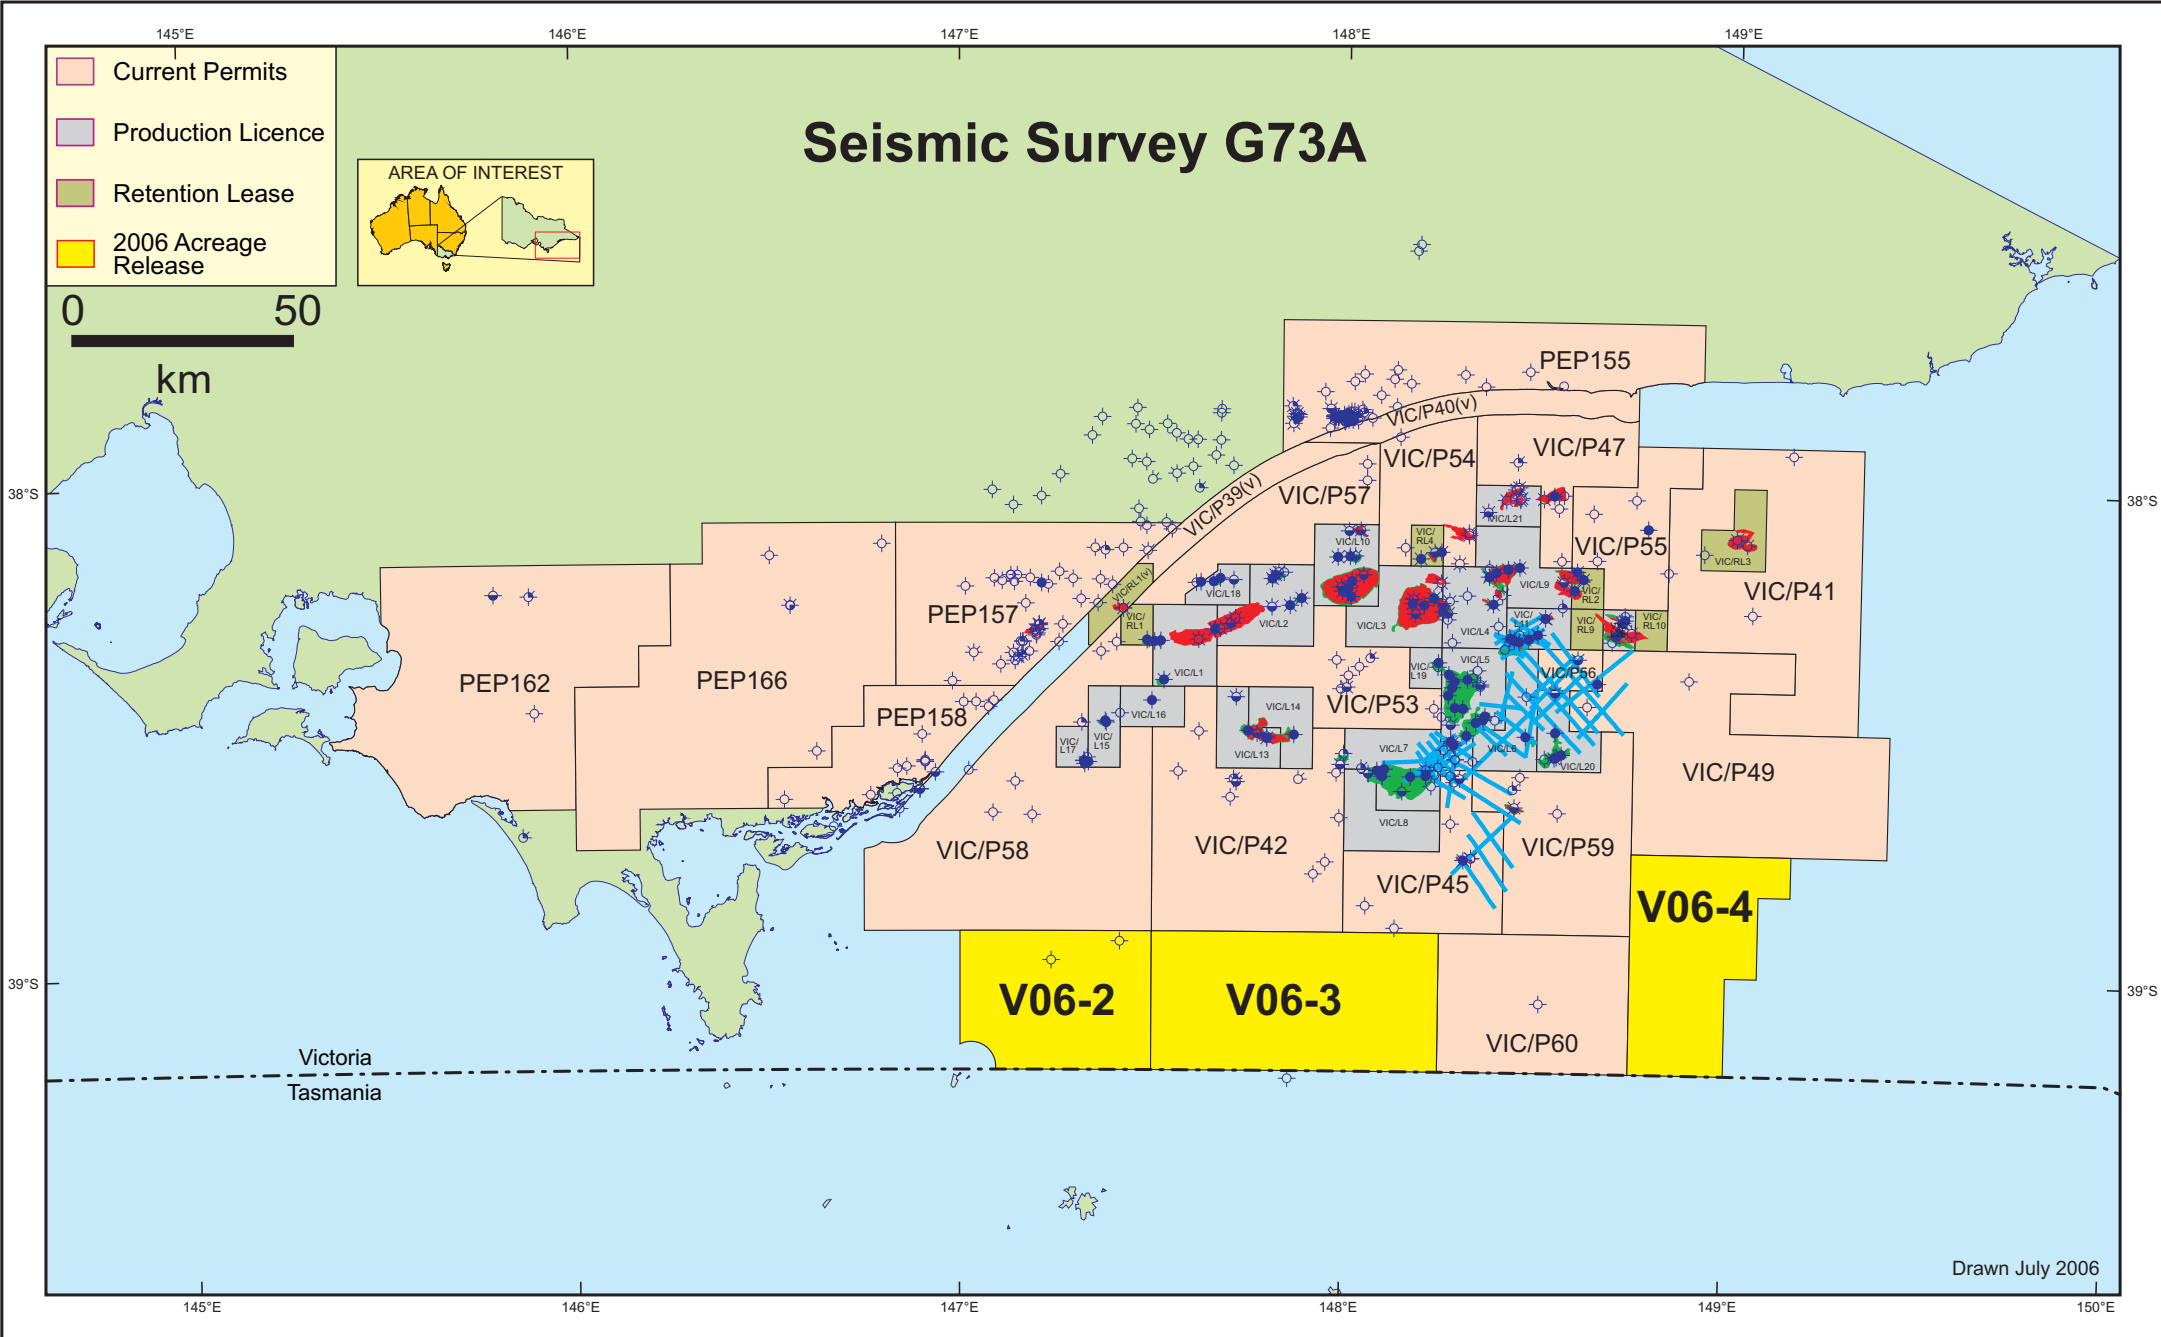 145°E
146°E
147°E
148°E
149°E
Current Permits
Production Licence
Retention Lease
2006 Acreage
Release
AREA OF INTEREST
Seismic Survey G73A
0
50
km
PEP155
VIC/P40(v)
VIC/P47
VIC/P54
VIC/P39(v)
VIC/P57
38°S
38°S
VIC/L21
VIC/L10
VIC/
RL4
VIC/P55
VIC/RL3
VIC/P41
VIC/RL1(v)
VIC/L18
VIC/L9
VIC/
RL2
PEP157
VIC/
RL1
VIC/L2
VIC/L3
VIC/L4
VIC/
L11
VIC/
RL9
VIC/
RL10
PEP162
PEP166
VIC/L1
VIC/
L19
VIC/L5
VIC/P56
PEP158
VIC/L16
VIC/L14
VIC/P53
VIC/
L17
VIC/
L15
VIC/L13
VIC/L7
VIC/L6
VIC/L20
VIC/P49
VIC/L8
VIC/P58
VIC/P42
VIC/P59
VIC/P45
V06-4
39°S
39°S
V06-2
V06-3
VIC/P60
Victoria
Tasmania
Drawn July 2006
145°E
146°E
147°E
148°E
149°E
150°E